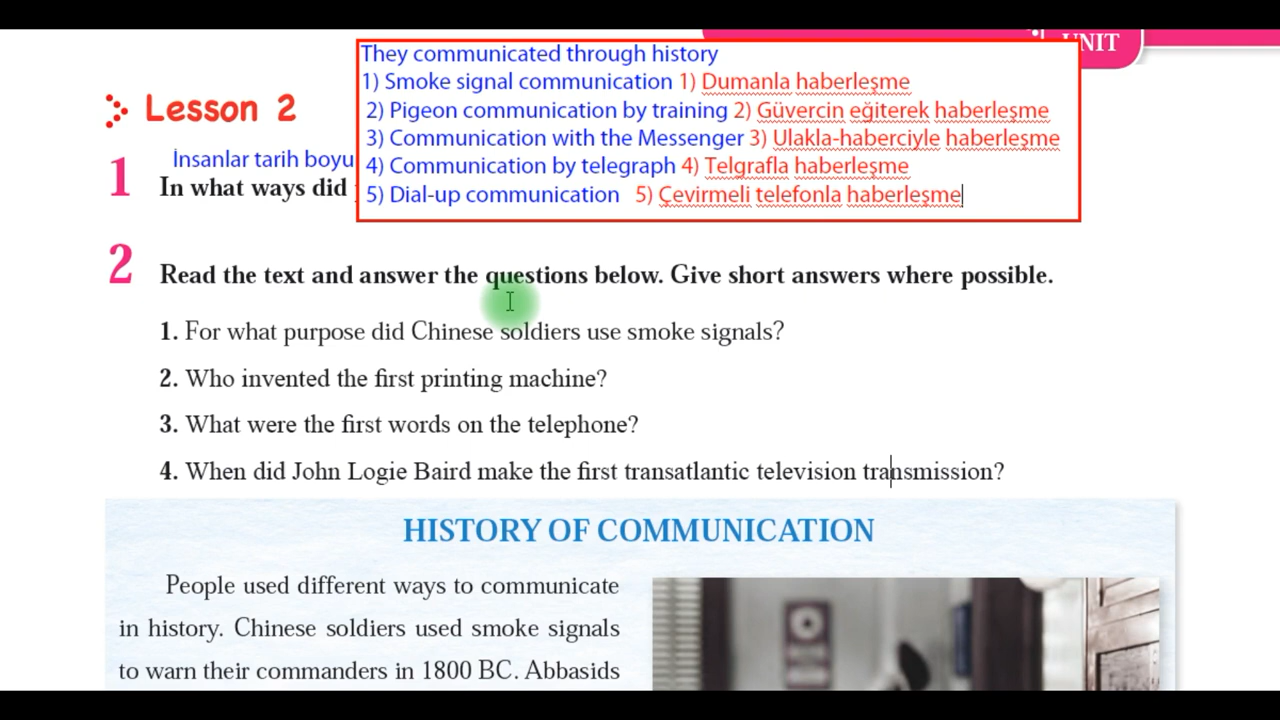 UNIT
They communicated through history
1) Smoke signal communication 1) Dumanla haberleşme
2) Pigeon communication by training 2) Güvercin eğiterek haberleşme
3) Communication with the Messenger 3) Ulakla-haberciyle haberleşme
4) Communication by telegraph 4) Telgrafla haberleşme
5) Dial-up communication 5) Çevirmeli telefonla haberleşme
Lesson 2
İnsanlar tarih boyu
1 In what ways did
2 Read the text and answer the questions below. Give short answers where possible.
1. For what purpose did Chinese soldiers use smoke signals?
2. Who invented the first printing machine?
3. What were the first words on the telephone?
4. When did John Logie Baird make the first transatlantic television transmission?
HISTORY OF COMMUNICATION
People used different ways to communicate
in history. Chinese soldiers used smoke signals
to warn their commanders in 1800 BC. Abbasids